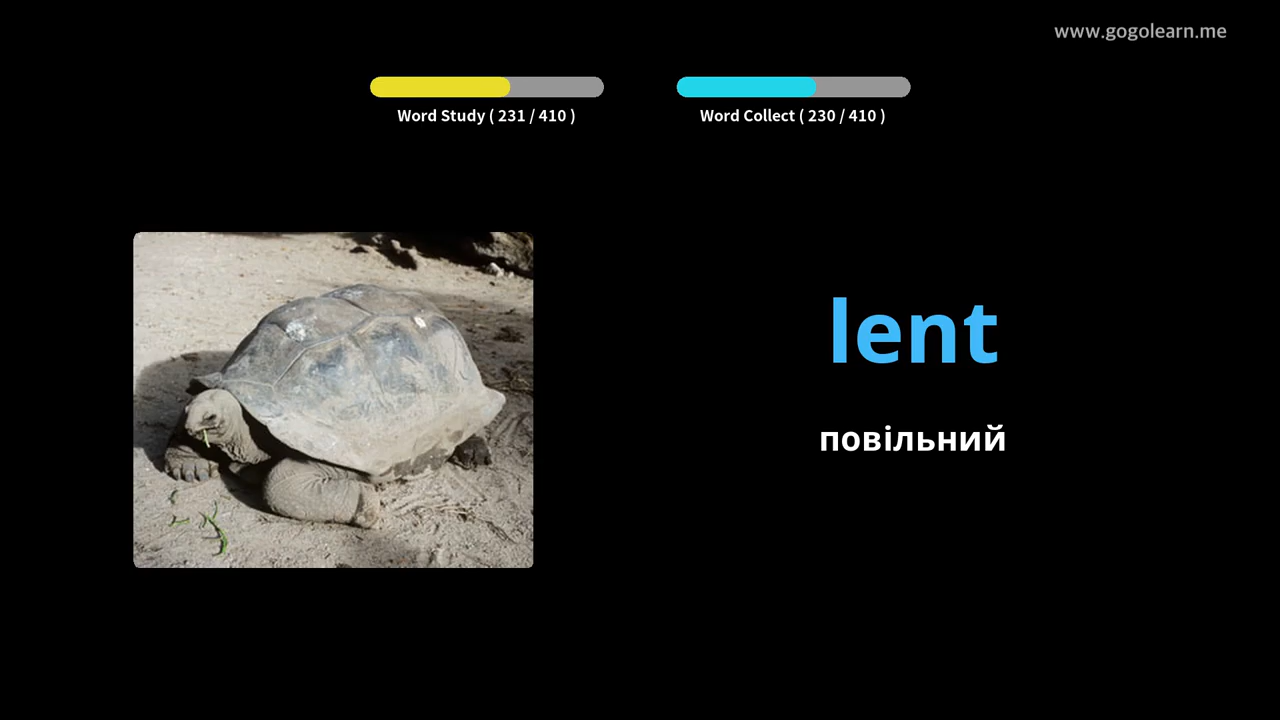 www.gogolearn.me
Word Study ( 231 / 410 )
Word Collect ( 230 / 410 )
lent
повільний